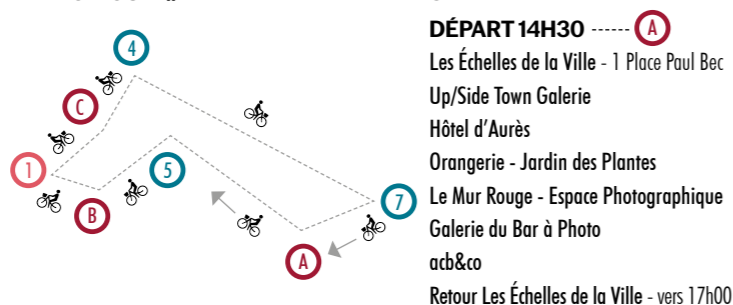 4
C
1
5
B
7
A
DÉPART 14H30 ------ A
Les Échelles de la Ville - 1 Place Paul Bec
Up/Side Town Galerie
Hôtel d'Aurès
Orangerie - Jardin des Plantes
Le Mur Rouge - Espace Photographique
Galerie du Bar à Photo
acb&co
Retour Les Échelles de la Ville - vers 17h00